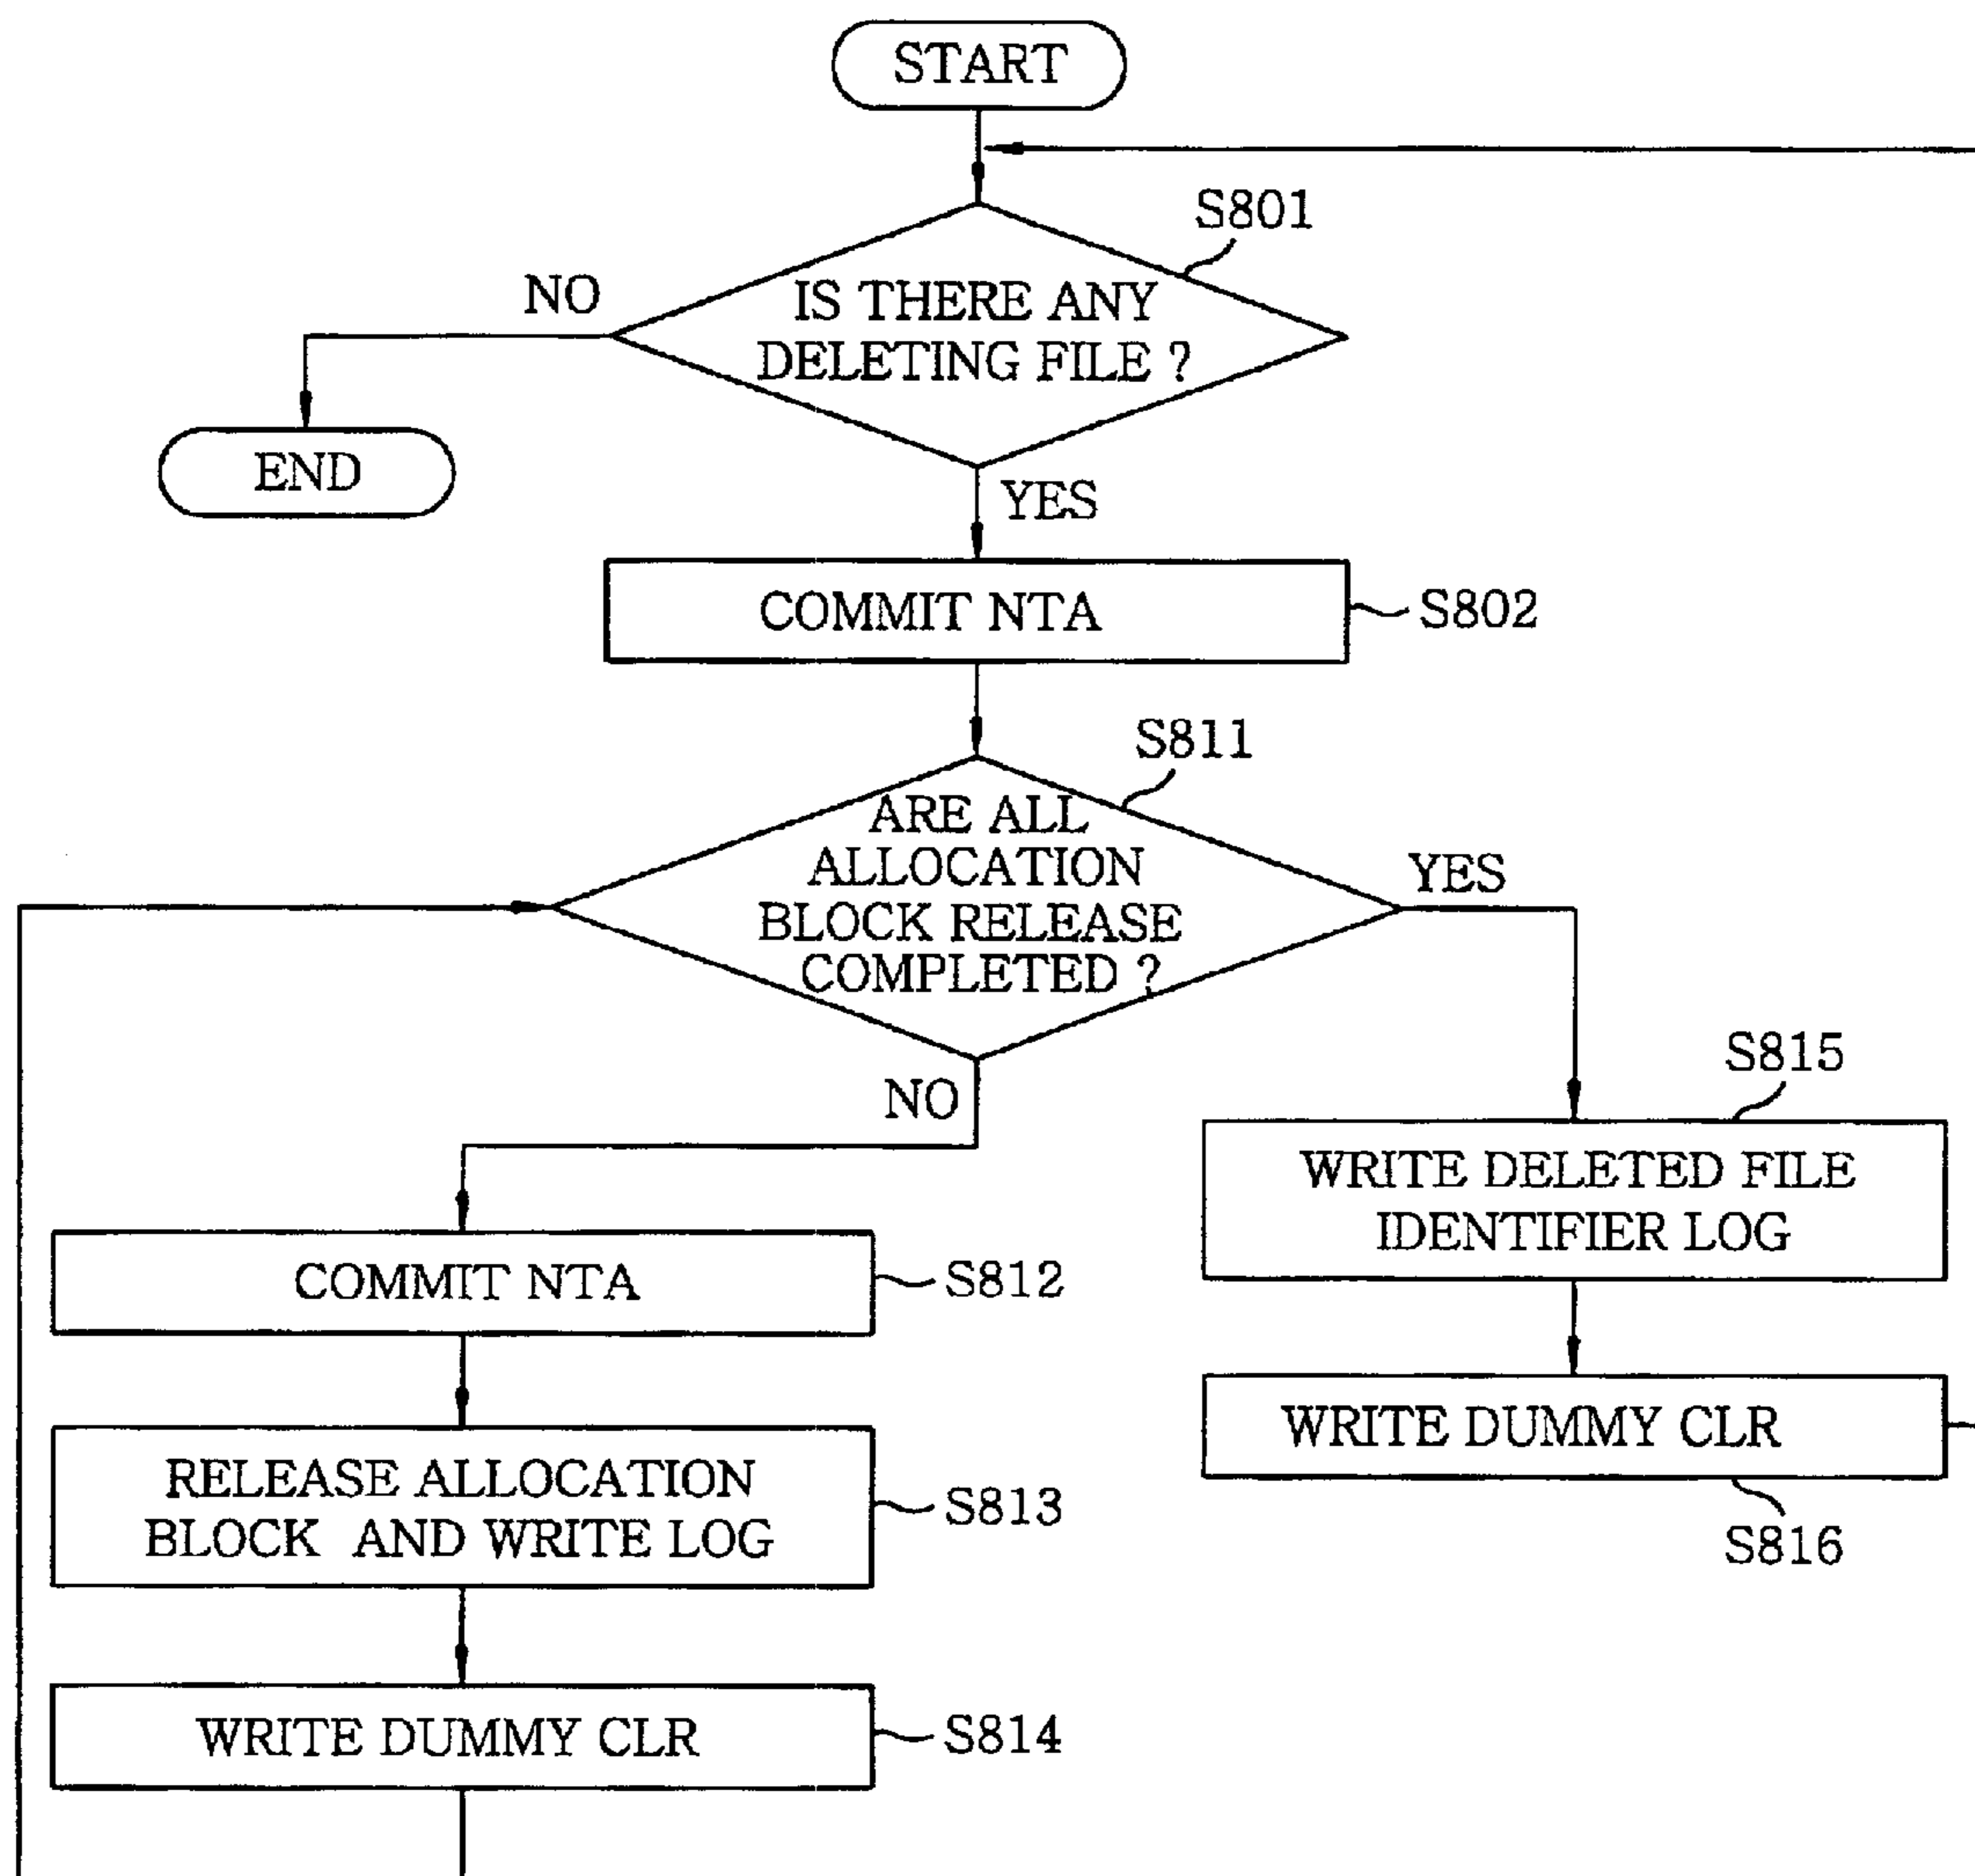 START
S801
NO
IS THERE ANY
DELETING FILE ?
END
YES
COMMIT NTA
S802
S811
ARE ALL
ALLOCATION
BLOCK RELEASE
COMPLETED ?
YES
NO
S815
WRITE DELETED FILE
IDENTIFIER LOG
COMMIT NTA
S812
WRITE DUMMY CLR
S816
RELEASE ALLOCATION
BLOCK AND WRITE LOG
S813
WRITE DUMMY CLR
S814